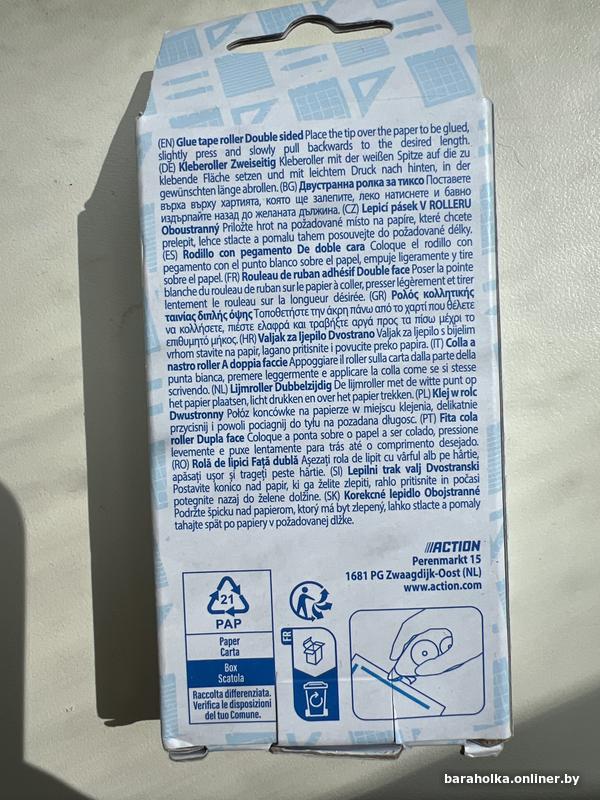 (EN) Glue tape roller Double sided Place the tip over the paper to be glued,
slightly press and slowly pull backwards to the desired length.
(DE) Kleberoller Zweiseitig Kleberoller mit der weißen Spitze auf die zu
klebenden Fläche setzen und mit leichtem Druck nach hinten, in der
gewünschten länge abrollen. (BG) Двустранна ролка за тиксо Поставете
върха върху хартията, която ще залепите, леко натиснете и бавно
издърпайте назад до желаната дължина. (CZ) Lepicí pásek V ROLLERU
Oboustranný Priložte hrot na požadované místo na papíre, které chcete
prelepit, lehce stlacte a pomalu tahem posouvejte do požadované délky.
(ES) Rodillo con pegamento De doble cara Coloque el rodillo con
pegamento con el punto blanco sobre el papel, empuje ligeramente y tire
sobre el papel. (FR) Rouleau de ruban adhésif Double face Poser la pointe
blanche du rouleau de ruban sur le papier à coller, presser légèrement et tirer
lentement le rouleau sur la longueur désirée. (GR) Ρολός κολλητικής
ταινίας διπλής όψης Τοποθετήστε την άκρη πάνω από το χαρτί που θέλετε
να κολλήσετε, πιέστε ελαφρά και τραβήξτε αργά προς τα πίσω μέχρι το
επιθυμητό μήκος. (HR) Valjak za ljepilo Dvostrano Valjak za ljepilo s bijelim
vrhom stavite na papir, lagano pritisnite i povucite preko papira. (IT) Colla a
nastro roller A doppia faccie Appoggiare il roller sulla carta dalla parte della
punta bianca, premere leggermente e applicare la colla come se si stesse
scrivendo. (NL) Lijmroller Dubbelzijdig De lijmroller met de witte punt op
het papier plaatsen, licht drukken en over het papier trekken. (PL) Klej w rolc
Dwustronny Połóz koncówke na papierze w miejscu klejenia, delikatnie
przycisnij i powoli pociagnij do tyłu na pozadana długosc. (PT) Fita cola
roller Dupla face Coloque a ponta sobre o papel a ser colado, pressione
levemente e puxe lentamente para trás até o comprimento desejado.
(RO) Rolă de lipici Față dublă Așezați rola de lipit cu vârful alb pe hârtie,
apăsați ușor și trageți peste hârtie. (SI) Lepilni trak valj Dvostranski
Postavite konico nad papir, ki ga želite zlepiti, rahlo pritisnite in počasi
potegnite nazaj do želene dolžine. (SK) Korekcné lepidlo Obojstranné
Podržte špicku nad papierom, ktorý má byt zlepený, lahko stlacte a pomaly
tahajte spät po papiery v požadovanej dlžke.
///ACTION
Perenmarkt 15
1681 PG Zwaagdijk-Oost (NL)
www.action.com
21
PAP
Paper
Carta
Box
Scatola
Raccolta differenziata.
Verifica le disposizioni
del tuo Comune.
FR
baraholka.onliner.by